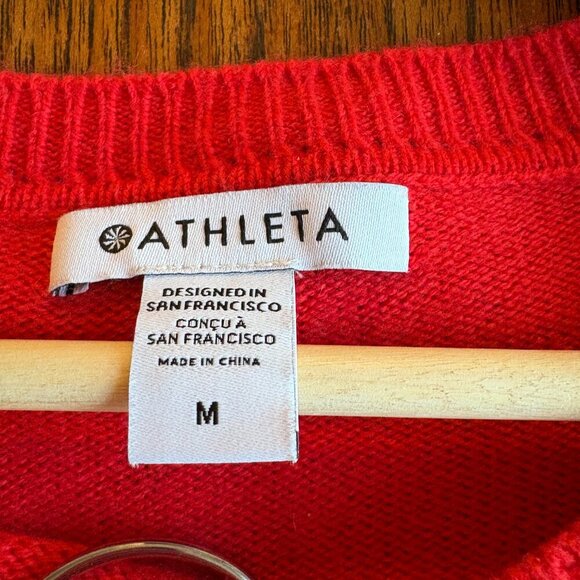 ATHLETA
DESIGNED IN
SAN FRANCISCO
CONÇU À
SAN FRANCISCO
MADE IN CHINA
M